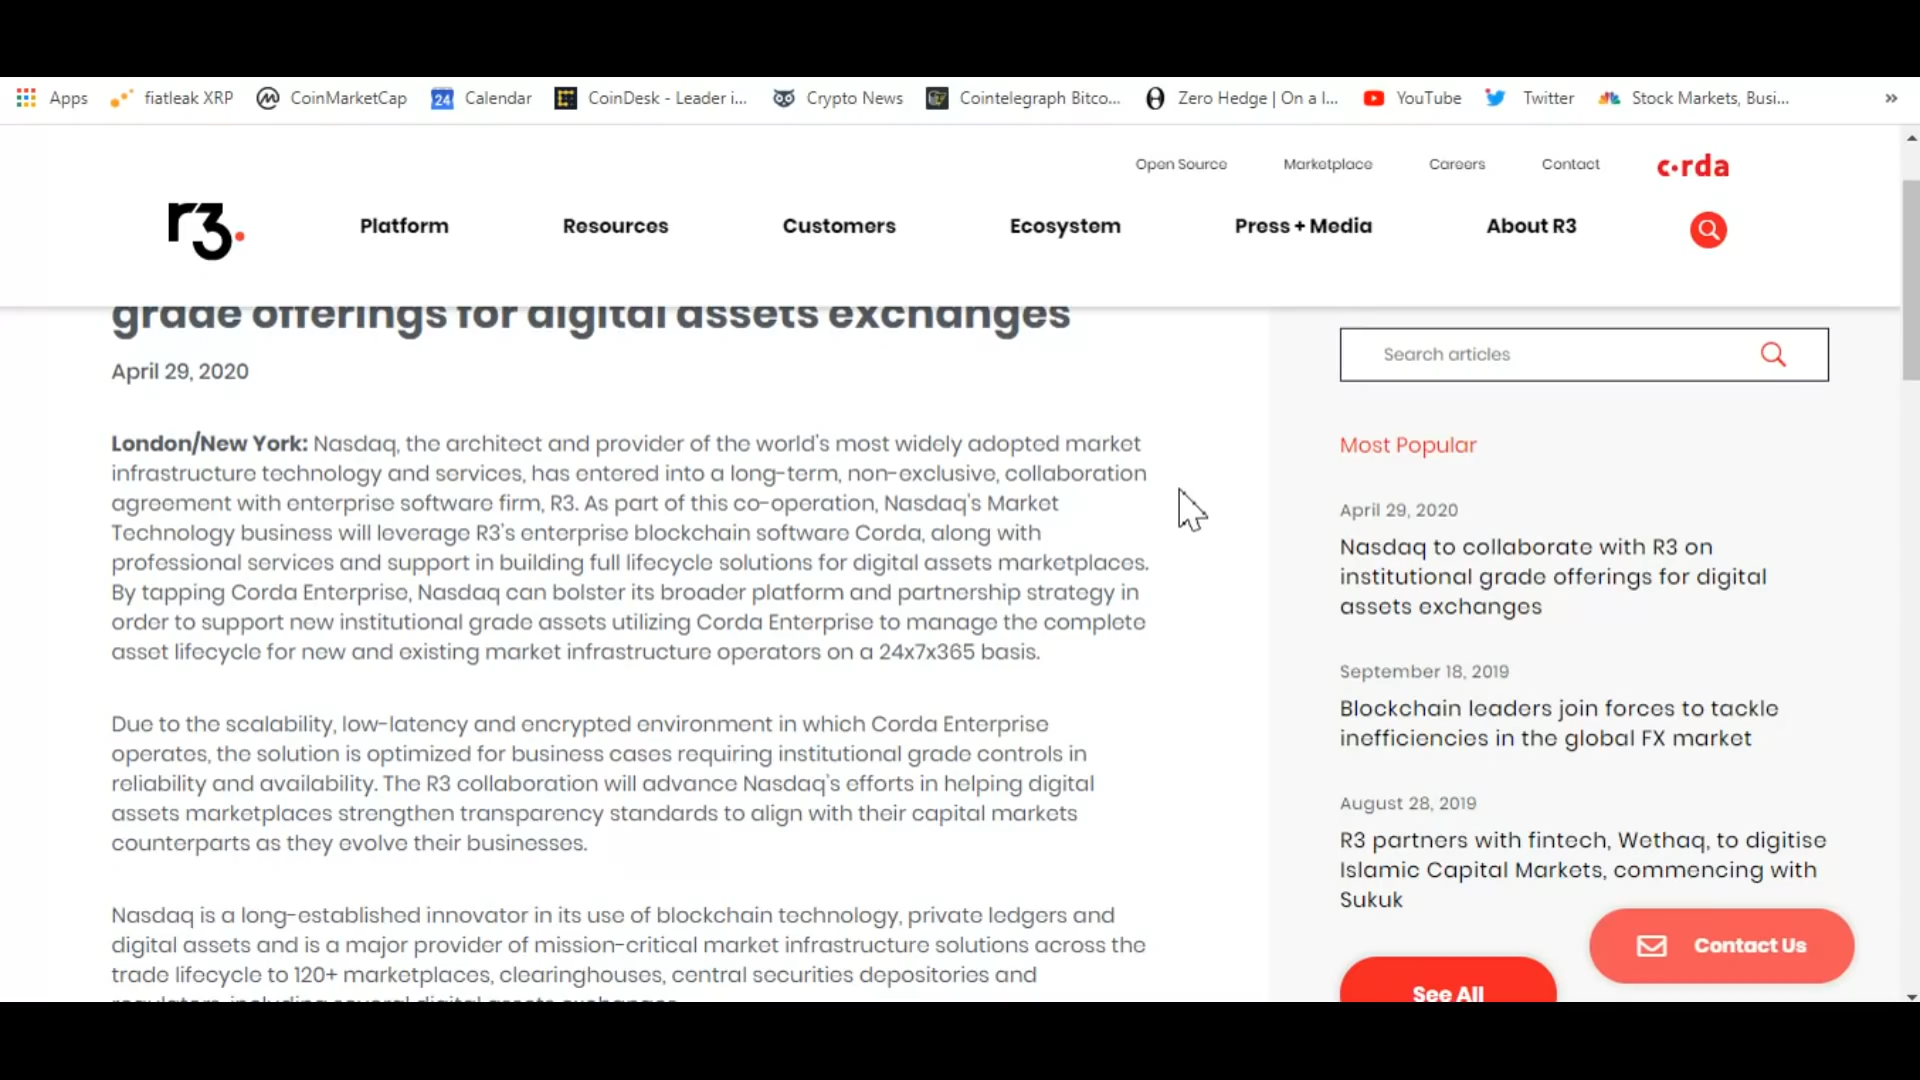 Apps fiatleak XRP CoinMarketCap 24 Calendar CoinDesk - Leader i... Crypto News Cointelegraph Bitco... Zero Hedge | On a l... YouTube Twitter Stock Markets, Busi... »
Open Source Marketplace Careers Contact c·rda
r3. Platform Resources Customers Ecosystem Press + Media About R3
grade offerings for digital assets exchanges
April 29, 2020
London/New York: Nasdaq, the architect and provider of the world's most widely adopted market
infrastructure technology and services, has entered into a long-term, non-exclusive, collaboration
agreement with enterprise software firm, R3. As part of this co-operation, Nasdaq's Market
Technology business will leverage R3's enterprise blockchain software Corda, along with
professional services and support in building full lifecycle solutions for digital assets marketplaces.
By tapping Corda Enterprise, Nasdaq can bolster its broader platform and partnership strategy in
order to support new institutional grade assets utilizing Corda Enterprise to manage the complete
asset lifecycle for new and existing market infrastructure operators on a 24x7x365 basis.
Due to the scalability, low-latency and encrypted environment in which Corda Enterprise
operates, the solution is optimized for business cases requiring institutional grade controls in
reliability and availability. The R3 collaboration will advance Nasdaq's efforts in helping digital
assets marketplaces strengthen transparency standards to align with their capital markets
counterparts as they evolve their businesses.
Nasdaq is a long-established innovator in its use of blockchain technology, private ledgers and
digital assets and is a major provider of mission-critical market infrastructure solutions across the
trade lifecycle to 120+ marketplaces, clearinghouses, central securities depositories and
regulators, including several digital assets exchanges.
Search articles
Most Popular
April 29, 2020
Nasdaq to collaborate with R3 on
institutional grade offerings for digital
assets exchanges
September 18, 2019
Blockchain leaders join forces to tackle
inefficiencies in the global FX market
August 28, 2019
R3 partners with fintech, Wethaq, to digitise
Islamic Capital Markets, commencing with
Sukuk
Contact Us
See All